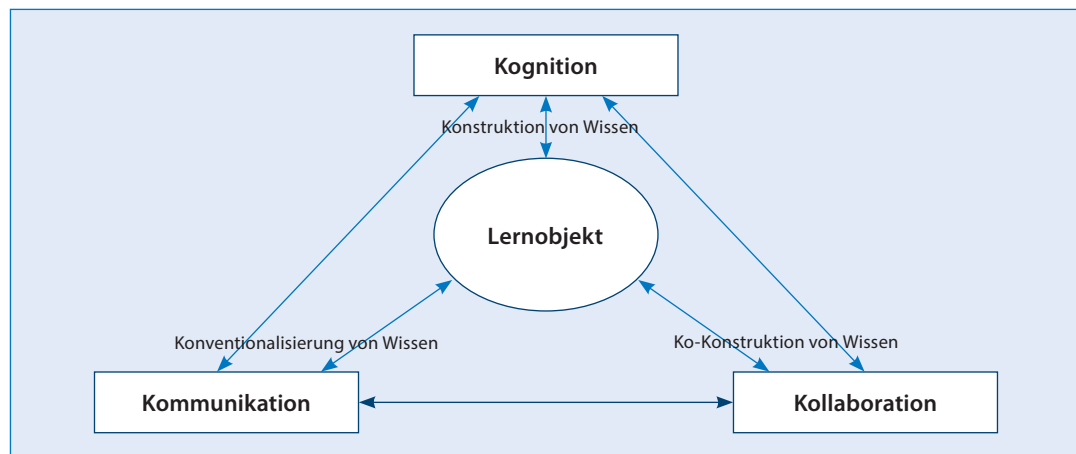 Kognition
Konstruktion von Wissen
Lernobjekt
Konventionalisierung von Wissen
Ko-Konstruktion von Wissen
Kommunikation
Kollaboration